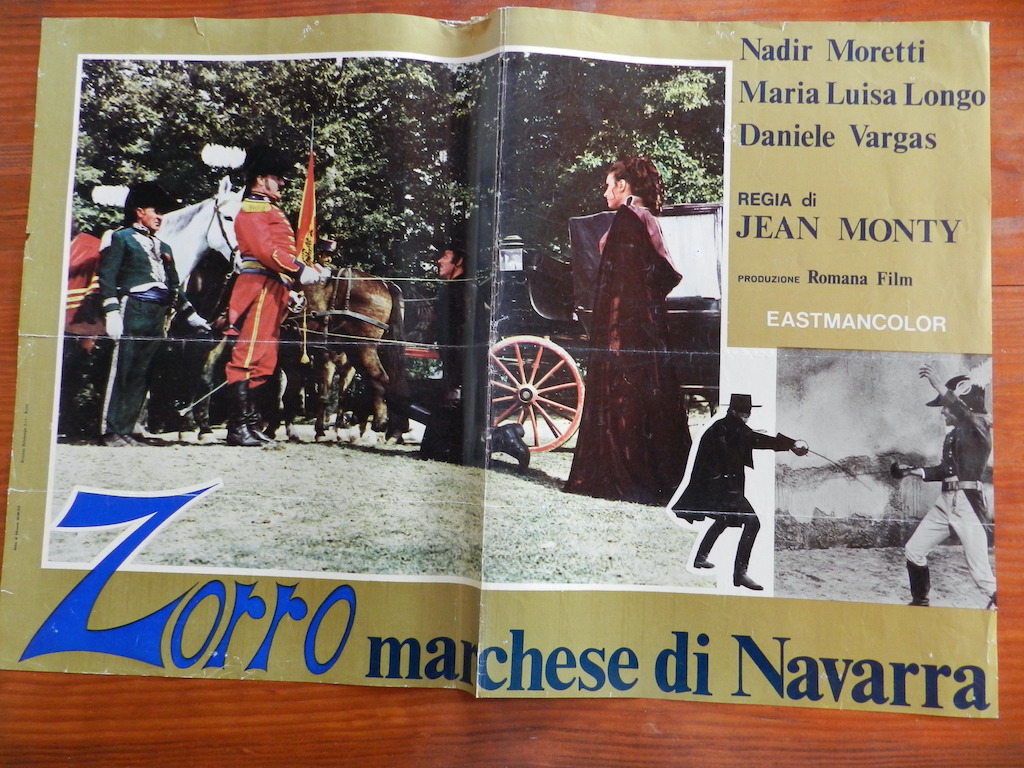 Nadir Moretti
Maria Luisa Longo
Daniele Vargas
REGIA di
JEAN MONTY
PRODUZIONE Romana Film
EASTMANCOLOR
Zorro marchese di Navarra